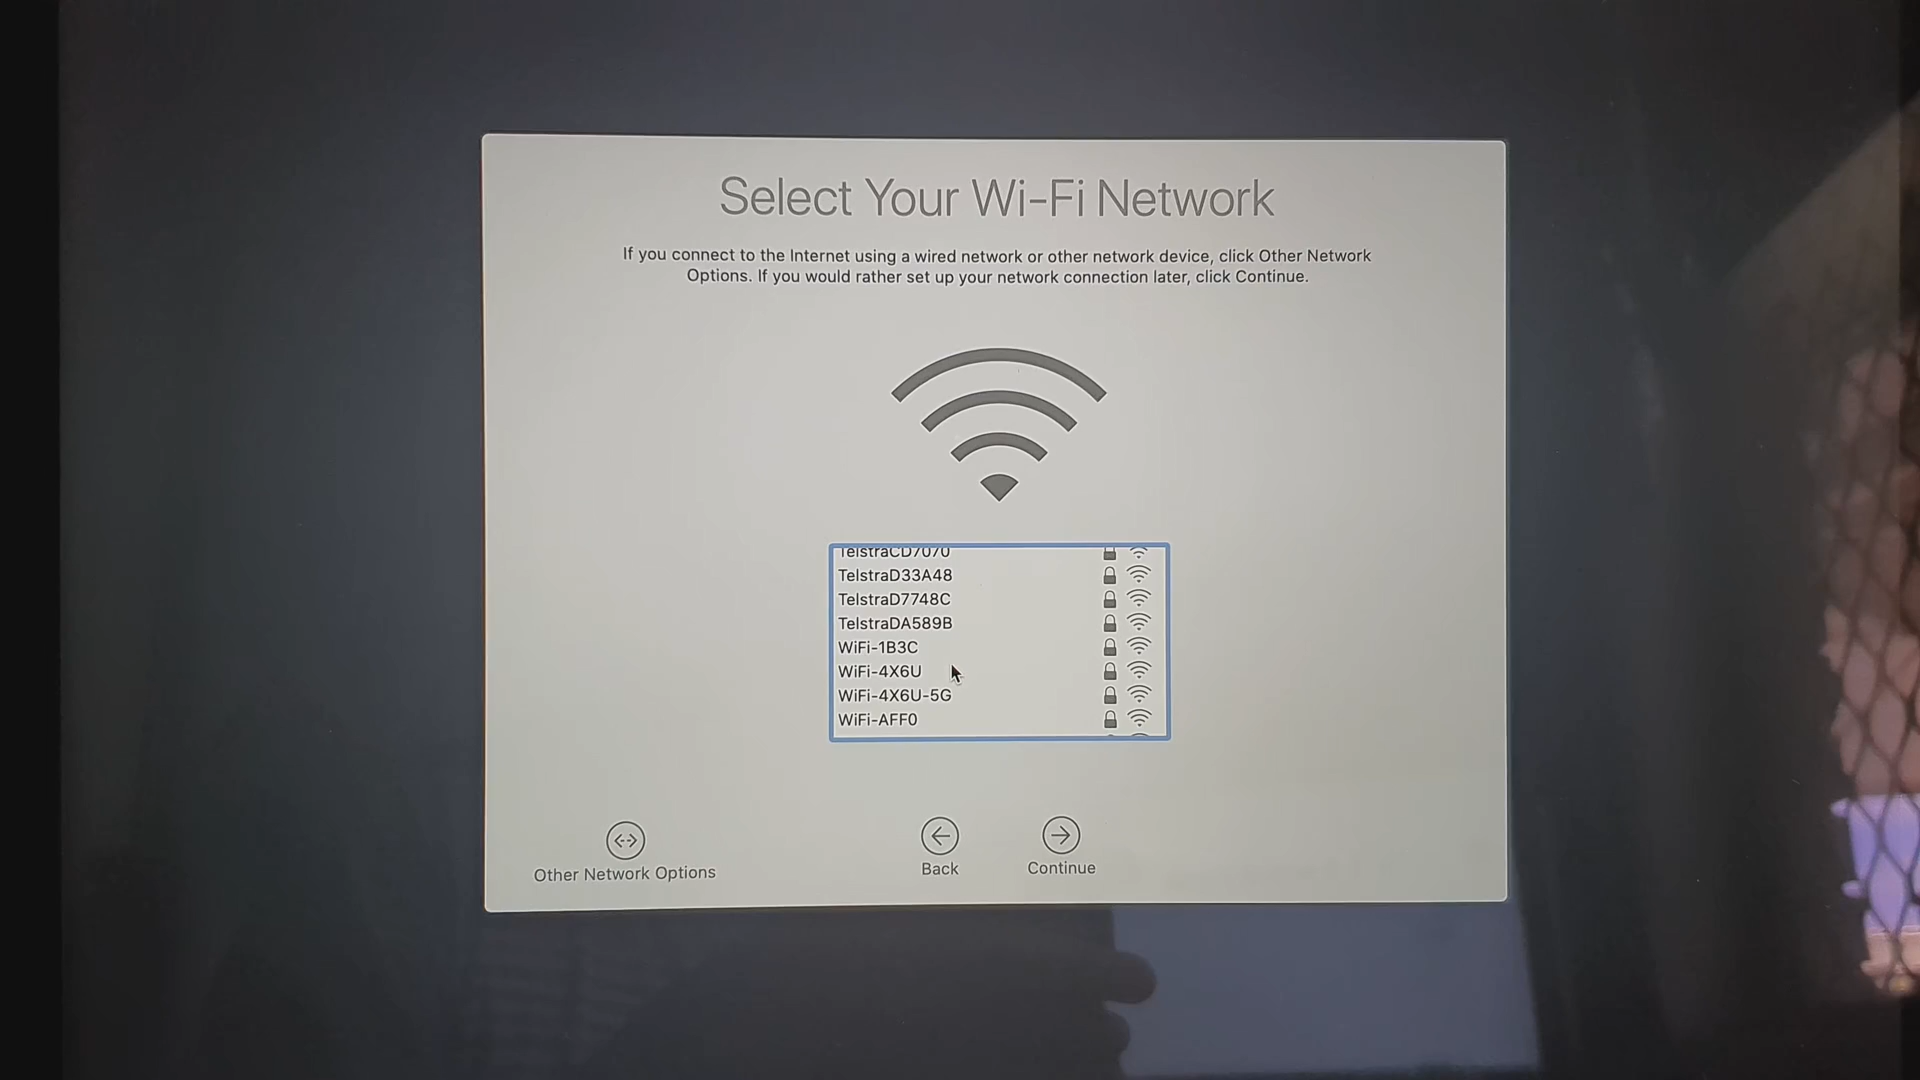 Select Your Wi-Fi Network
If you connect to the Internet using a wired network or other network device, click Other Network
Options. If you would rather set up your network connection later, click Continue.
TelstraCD7070
TelstraD33A48
TelstraD7748C
TelstraDA589B
WiFi-1B3C
WiFi-4X6U
WiFi-4X6U-5G
WiFi-AFF0
Other Network Options
Back
Continue